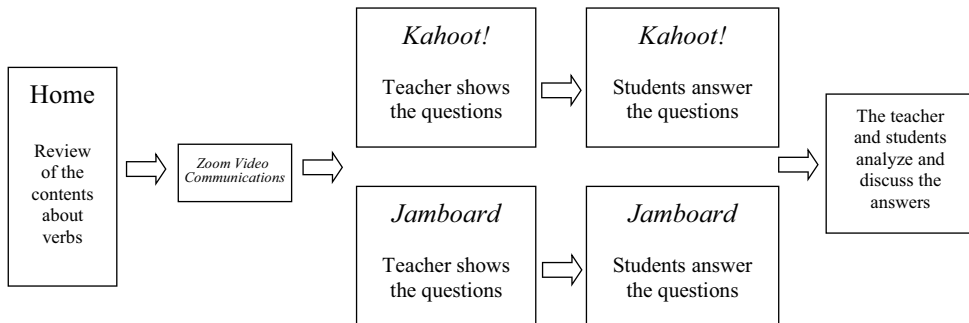 Home
Review
of the
contents
about
verbs
Zoom Video
Communications
Kahoot!
Teacher shows
the questions
Kahoot!
Students answer
the questions
Jamboard
Teacher shows
the questions
Jamboard
Students answer
the questions
The teacher
and students
analyze and
discuss the
answers